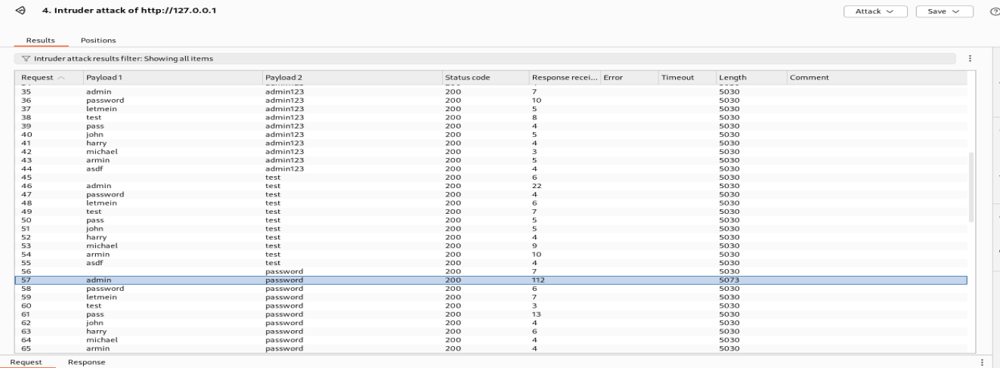 4. Intruder attack of http://127.0.0.1 Attack Save
Results Positions
Intruder attack results filter: Showing all items
Request Payload 1 Payload 2 Status code Response recei... Error Timeout Length Comment
35 admin admin123 200 7 5030
36 password admin123 200 10 5030
37 letmein admin123 200 5 5030
38 test admin123 200 8 5030
39 pass admin123 200 4 5030
40 john admin123 200 5 5030
41 harry admin123 200 4 5030
42 michael admin123 200 3 5030
43 armin admin123 200 5 5030
44 asdf admin123 200 4 5030
45 test 200 6 5030
46 admin test 200 22 5030
47 password test 200 4 5030
48 letmein test 200 6 5030
49 test test 200 7 5030
50 pass test 200 5 5030
51 john test 200 5 5030
52 harry test 200 4 5030
53 michael test 200 9 5030
54 armin test 200 10 5030
55 asdf test 200 4 5030
56 password 200 7 5030
57 admin password 200 112 5073
58 password password 200 6 5030
59 letmein password 200 7 5030
60 test password 200 3 5030
61 pass password 200 13 5030
62 john password 200 4 5030
63 harry password 200 6 5030
64 michael password 200 4 5030
65 armin password 200 4 5030
Request Response